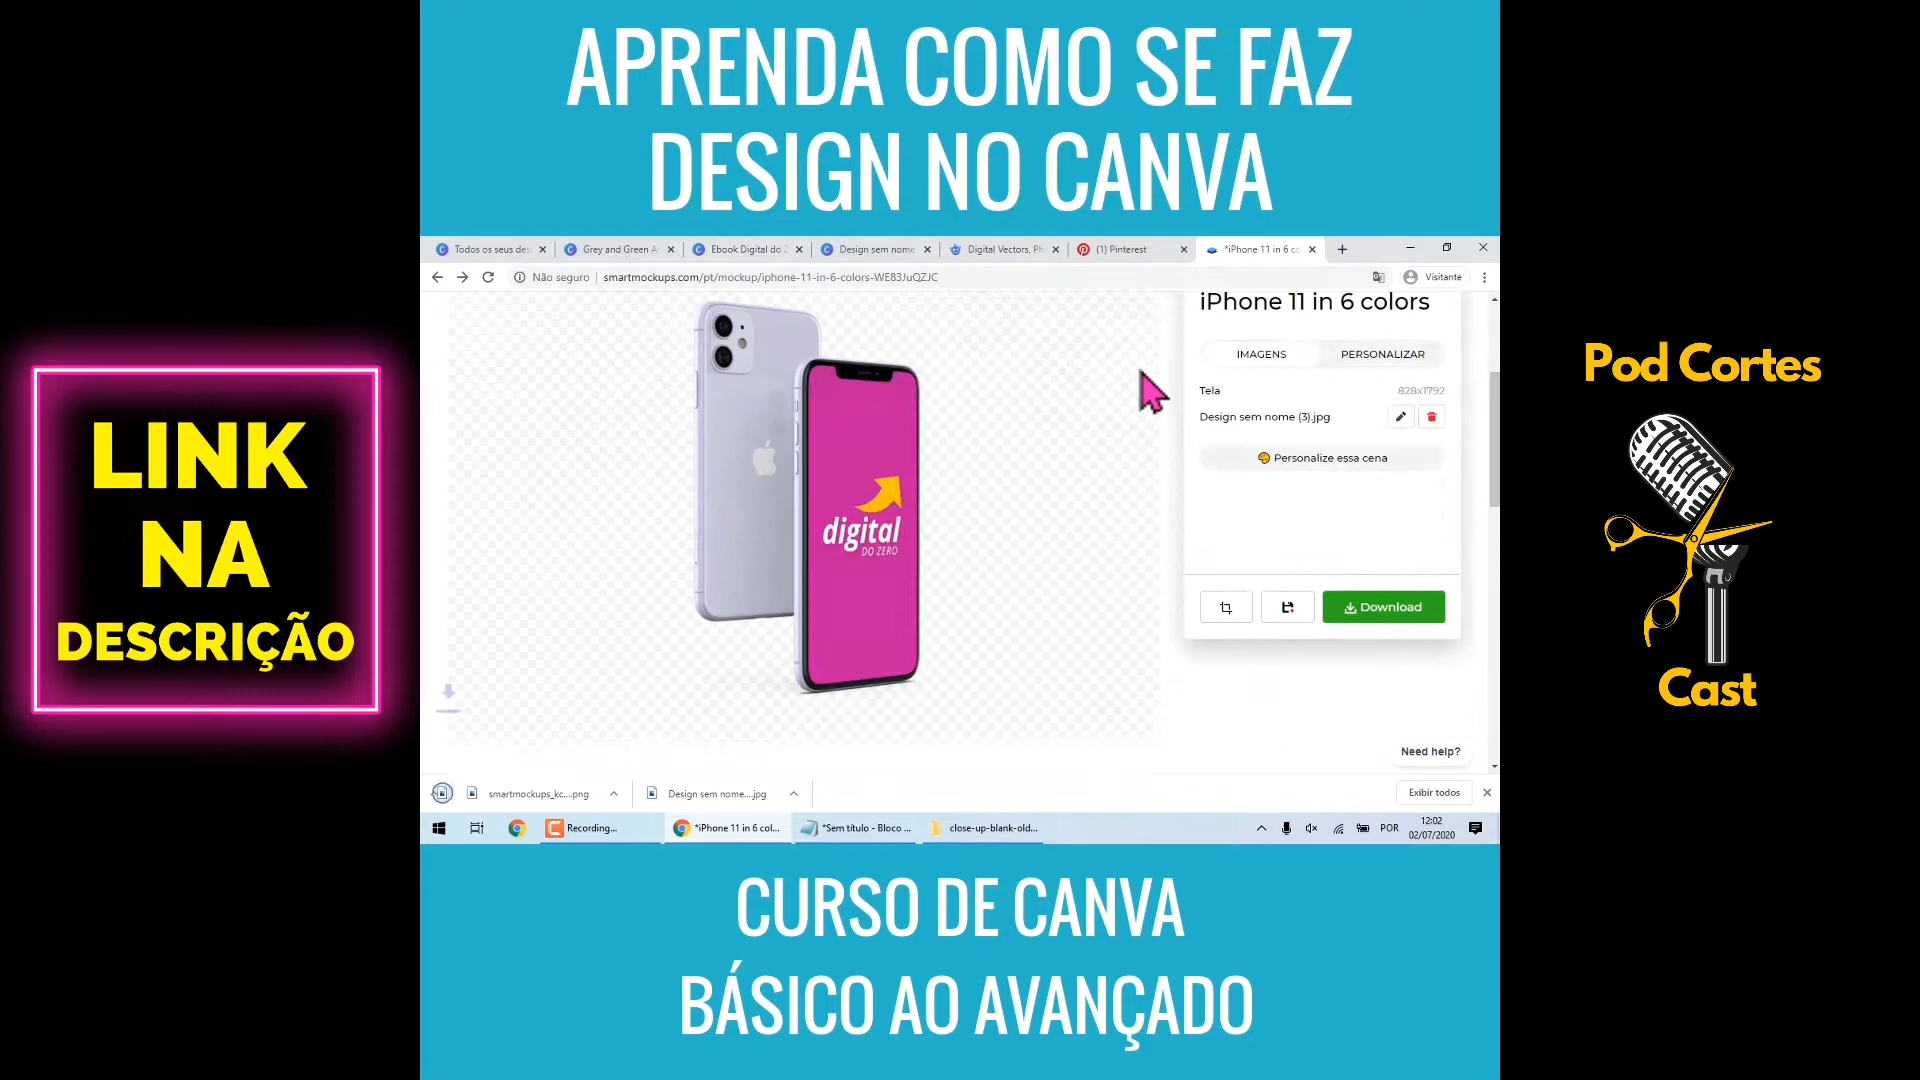 APRENDA COMO SE FAZ
DESIGN NO CANVA
Todos os seus des
Grey and Green A
Ebook Digital do Z
Design sem nome
Digital Vectors, Ph
(1) Pinterest
*iPhone 11 in 6 co
Não seguro
smartmockups.com/pt/mockup/iphone-11-in-6-colors-WE83JuQZJC
Visitante
iPhone 11 in 6 colors
IMAGENS
PERSONALIZAR
Tela
828x1792
Design sem nome (3).jpg
Personalize essa cena
Download
digital
DO ZERO
Need help?
smartmockups_kc....png
Design sem nome....jpg
Exibir todos
Recording...
*iPhone 11 in 6 col...
*Sem título - Bloco ...
close-up-blank-old...
POR
12:02
02/07/2020
CURSO DE CANVA
BÁSICO AO AVANÇADO
LINK
NA
DESCRIÇÃO
Pod Cortes
Cast